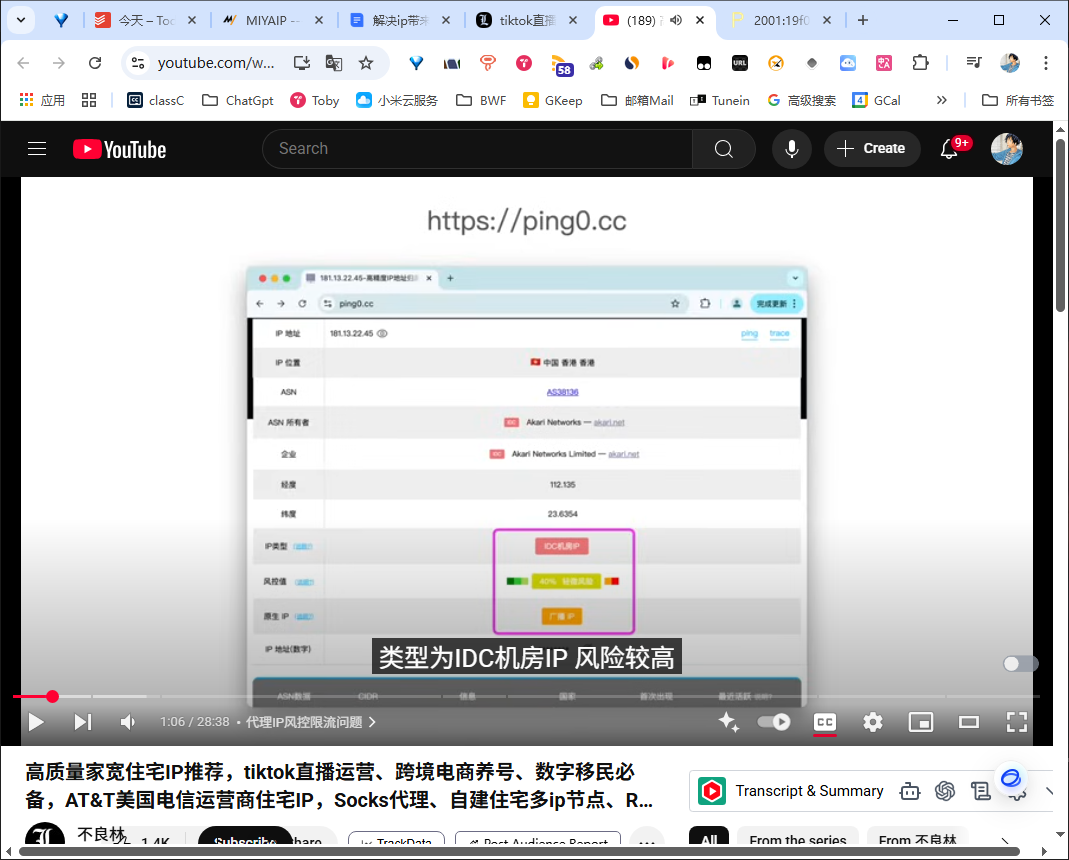 今天 – Toc
MIYAIP --
解决ip带来
tiktok直播
(189)
2001:19f0
youtube.com/w...
58
URL
应用
classC
ChatGpt
Toby
小米云服务
BWF
GKeep
邮箱Mail
Tunein
高级搜索
GCal
所有书签
YouTube
Search
Create
9+
https://ping0.cc
181.13.22.45-高精度IP地址归
ping0.cc
完成更新
IP 地址
181.13.22.45
ping
trace
IP 位置
中国 香港 香港
ASN
AS38136
ASN 所有者
IDC
Akari Networks — akari.net
企业
IDC
Akari Networks Limited — akari.net
经度
112.135
纬度
23.6354
IP类型
IDC机房IP
风控值
40% 轻微风险
原生 IP
广播 IP
IP 地址(数字)
类型为IDC机房IP 风险较高
ASN数据
CIDR
信息
国家
首次出现
最近活跃
1:06 / 28:38 • 代理IP风控限流问题
CC
高质量家宽住宅IP推荐，tiktok直播运营、跨境电商养号、数字移民必
备，AT&T美国电信运营商住宅IP，Socks代理、自建住宅多ip节点、R...
Transcript & Summary
不良林
1.4K
Subscribe
Share
TrackData
Post Audience Report
All
From the series
From 不良林